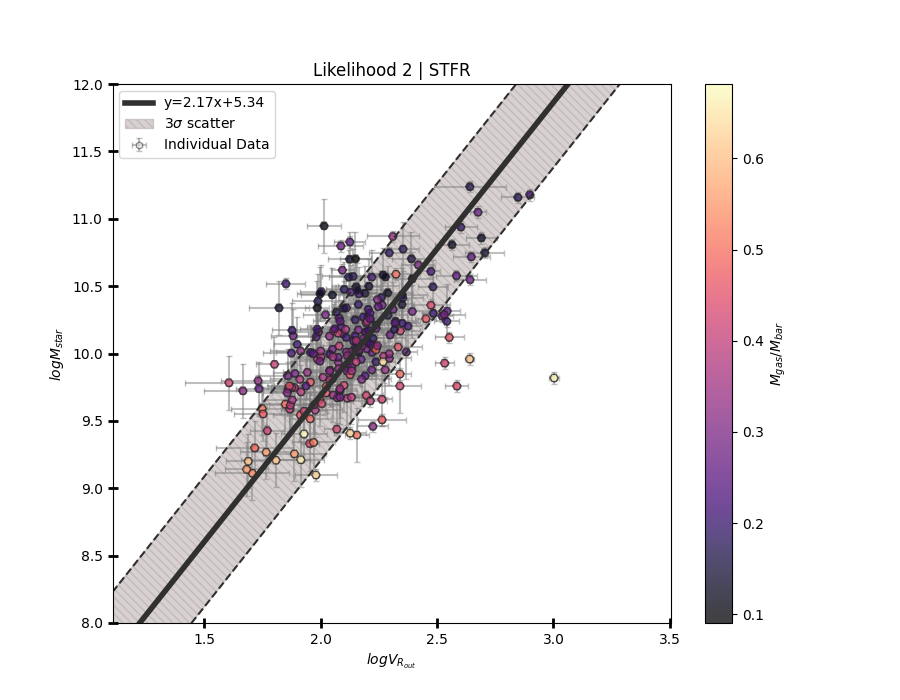 Likelihood 2 | STFR
y=2.17x+5.34
3σ scatter
Individual Data
12.0
11.5
11.0
10.5
10.0
9.5
9.0
8.5
8.0
logM_star
1.5
2.0
2.5
3.0
3.5
logV_R_out
0.6
0.5
0.4
0.3
0.2
0.1
M_gas/M_bar